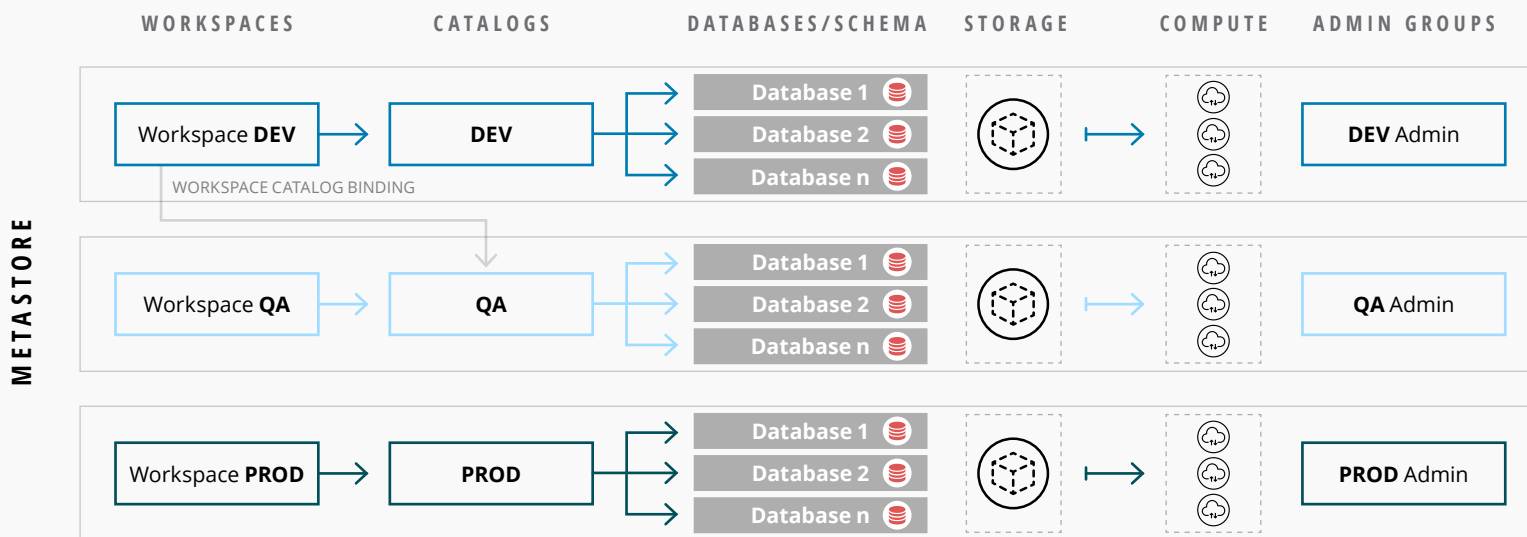 WORKSPACES CATALOGS DATABASES/SCHEMA STORAGE COMPUTE ADMIN GROUPS
METASTORE
Workspace DEV
DEV
Database 1
Database 2
Database n
DEV Admin
WORKSPACE CATALOG BINDING
Workspace QA
QA
Database 1
Database 2
Database n
QA Admin
Workspace PROD
PROD
Database 1
Database 2
Database n
PROD Admin